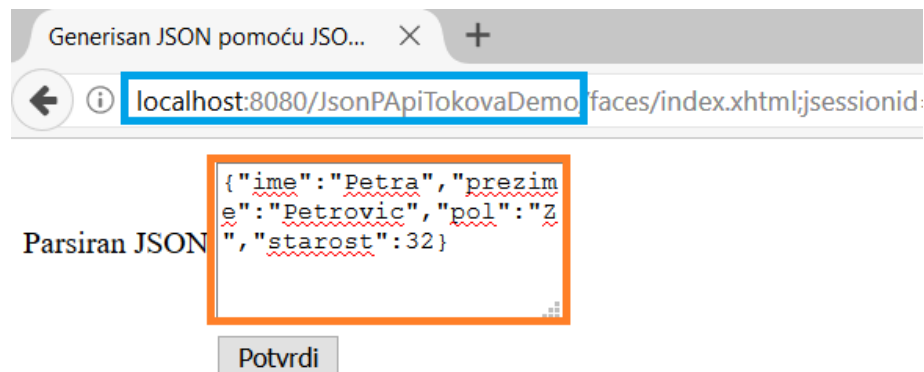 Generisan JSON pomoću JSO...
localhost:8080/JsonPApiTokovaDemo/faces/index.xhtml;jsessionid=
Parsiran JSON
{"ime":"Petra","prezim
e":"Petrovic","pol":"Z
","starost":32}
Potvrdi